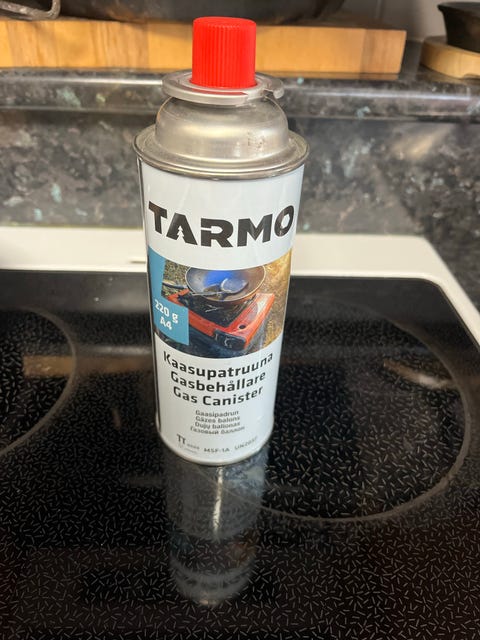 TARMO
220 g
A4
Kaasupatruuna
Gasbehållare
Gas Canister
Gaasipadrun
Gāzes balons
Dujų balionas
Газовый баллон
MSF-1A UN2037